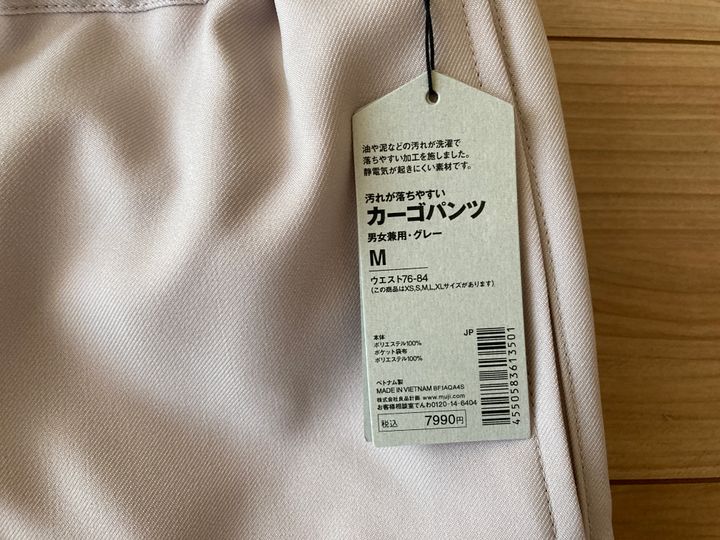 油や泥などの汚れが洗濯で
落ちやすい加工を施しました。
静電気が起きにくい素材です。
汚れが落ちやすい
カーゴパンツ
男女兼用・グレー
M
ウエスト76-84
(この商品はXS,S,M,L,XLサイズがあります)
JP
本体
ポリエステル100%
ポケット袋布
ポリエステル100%
ベトナム製
MADE IN VIETNAM BF1AQA4S
株式会社良品計画 www.muji.com
お客様相談室でんわ0120-14-6404
税込 7990円
4550583613501